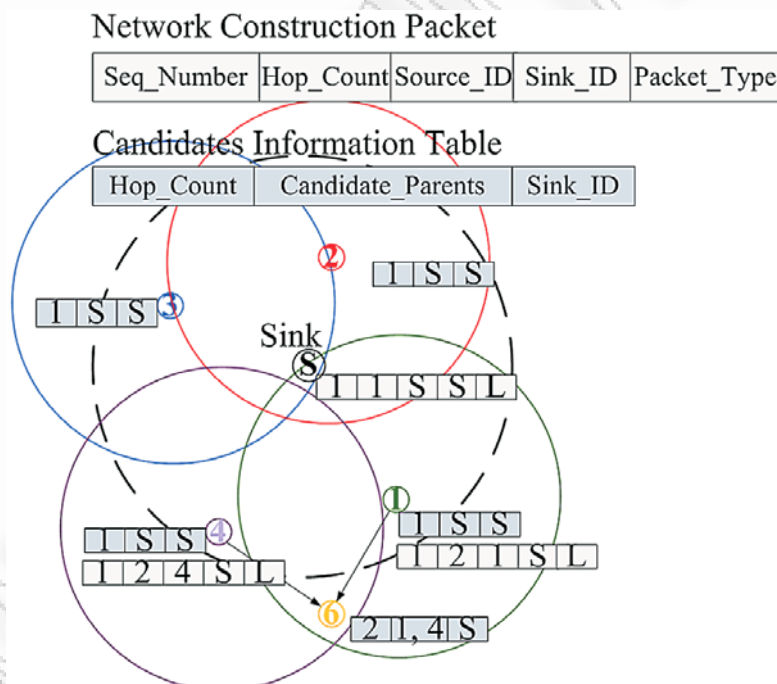 Network Construction Packet
Seq_Number Hop_Count Source_ID Sink_ID Packet_Type
Candidates Information Table
Hop_Count Candidate_Parents Sink_ID
2
1 S S
1 S S 3
Sink
S
1 1 S S L
1
1 S S 4
1 S S
1 2 1 S L
1 2 4 S L
6
2 1, 4 S